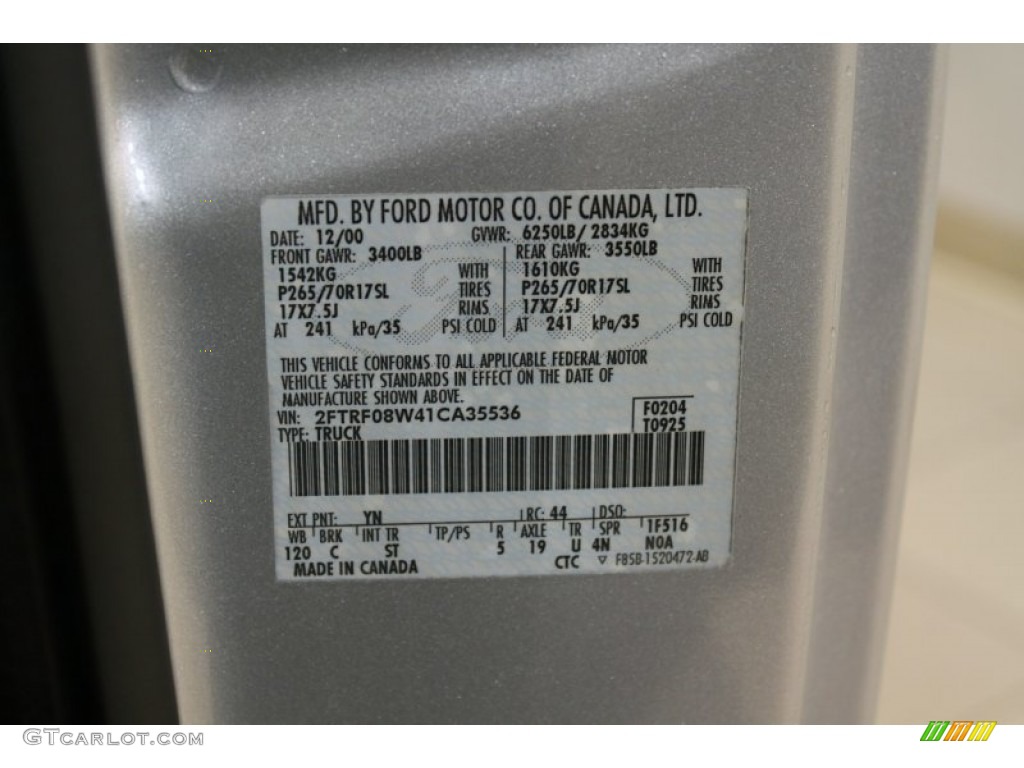 MFD. BY FORD MOTOR CO. OF CANADA, LTD.
DATE: 12/00 GVWR: 6250LB/ 2834KG
FRONT GAWR: 3400LB REAR GAWR: 3550LB
1542KG WITH 1610KG WITH
P265/70R17SL TIRES P265/70R17SL TIRES
17X7.5J RIMS 17X7.5J RIMS
AT 241 kPa/35 PSI COLD AT 241 kPa/35 PSI COLD
THIS VEHICLE CONFORMS TO ALL APPLICABLE FEDERAL MOTOR
VEHICLE SAFETY STANDARDS IN EFFECT ON THE DATE OF
MANUFACTURE SHOWN ABOVE.
VIN: 2FTRF08W41CA35536 F0204
TYPE: TRUCK T0925
EXT PNT: YN RC: 44 DSO:
WB BRK INT TR TP/PS R AXLE TR SPR 1F516
120 C ST 5 19 U 4N NOA
MADE IN CANADA CTC F85B-1520472-AB
GTCARLOT.COM